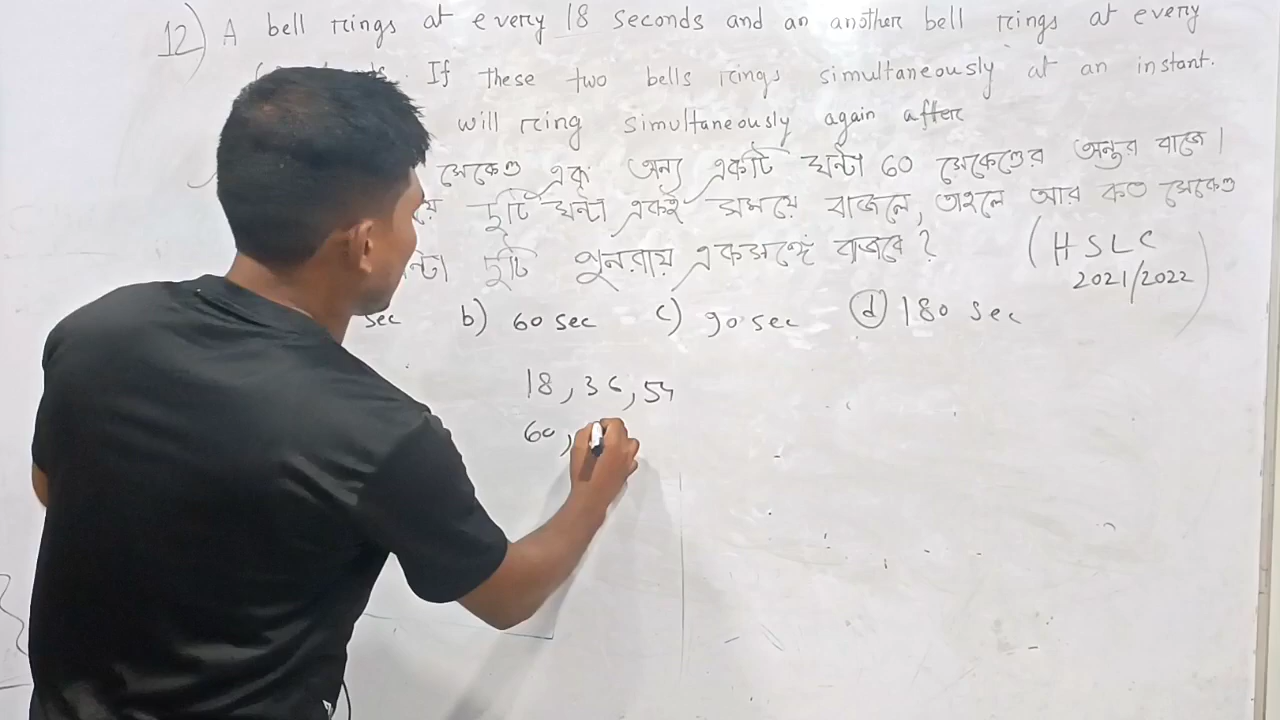 12) A bell rings at every 18 seconds and an another bell rings at every
If these two bells rings simultaneously at an instant.
will ring simultaneously again after
সেকেণ্ড এবং অন্য একটি ঘন্টা 60 সেকেণ্ডের অন্তর বাজে।
দুটি ঘন্টা একই সময়ে বাজলে, তাহলে আর কত সেকেণ্ড
দুটি পুনরায় একসঙ্গে বাজবে?
(HSLC
2021/2022)
sec b) 60 sec c) 90 sec d) 180 sec
18, 36, 54
60,